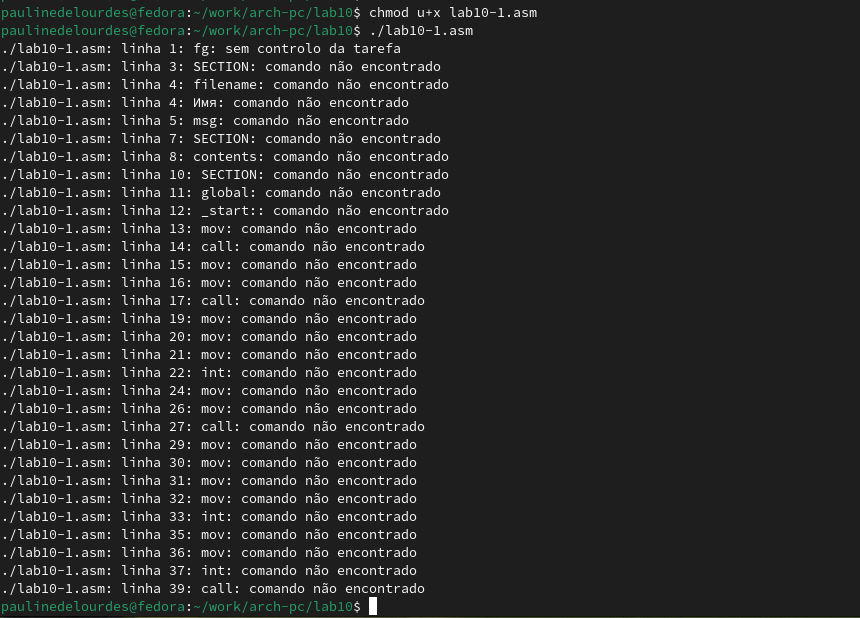 paulinedelourdes@fedora:~/work/arch-pc/lab10$ chmod u+x lab10-1.asm
paulinedelourdes@fedora:~/work/arch-pc/lab10$ ./lab10-1.asm
./lab10-1.asm: linha 1: fg: sem controlo da tarefa
./lab10-1.asm: linha 3: SECTION: comando não encontrado
./lab10-1.asm: linha 4: filename: comando não encontrado
./lab10-1.asm: linha 4: Имя: comando não encontrado
./lab10-1.asm: linha 5: msg: comando não encontrado
./lab10-1.asm: linha 7: SECTION: comando não encontrado
./lab10-1.asm: linha 8: contents: comando não encontrado
./lab10-1.asm: linha 10: SECTION: comando não encontrado
./lab10-1.asm: linha 11: global: comando não encontrado
./lab10-1.asm: linha 12: _start:: comando não encontrado
./lab10-1.asm: linha 13: mov: comando não encontrado
./lab10-1.asm: linha 14: call: comando não encontrado
./lab10-1.asm: linha 15: mov: comando não encontrado
./lab10-1.asm: linha 16: mov: comando não encontrado
./lab10-1.asm: linha 17: call: comando não encontrado
./lab10-1.asm: linha 19: mov: comando não encontrado
./lab10-1.asm: linha 20: mov: comando não encontrado
./lab10-1.asm: linha 21: mov: comando não encontrado
./lab10-1.asm: linha 22: int: comando não encontrado
./lab10-1.asm: linha 24: mov: comando não encontrado
./lab10-1.asm: linha 26: mov: comando não encontrado
./lab10-1.asm: linha 27: call: comando não encontrado
./lab10-1.asm: linha 29: mov: comando não encontrado
./lab10-1.asm: linha 30: mov: comando não encontrado
./lab10-1.asm: linha 31: mov: comando não encontrado
./lab10-1.asm: linha 32: mov: comando não encontrado
./lab10-1.asm: linha 33: int: comando não encontrado
./lab10-1.asm: linha 35: mov: comando não encontrado
./lab10-1.asm: linha 36: mov: comando não encontrado
./lab10-1.asm: linha 37: int: comando não encontrado
./lab10-1.asm: linha 39: call: comando não encontrado
paulinedelourdes@fedora:~/work/arch-pc/lab10$